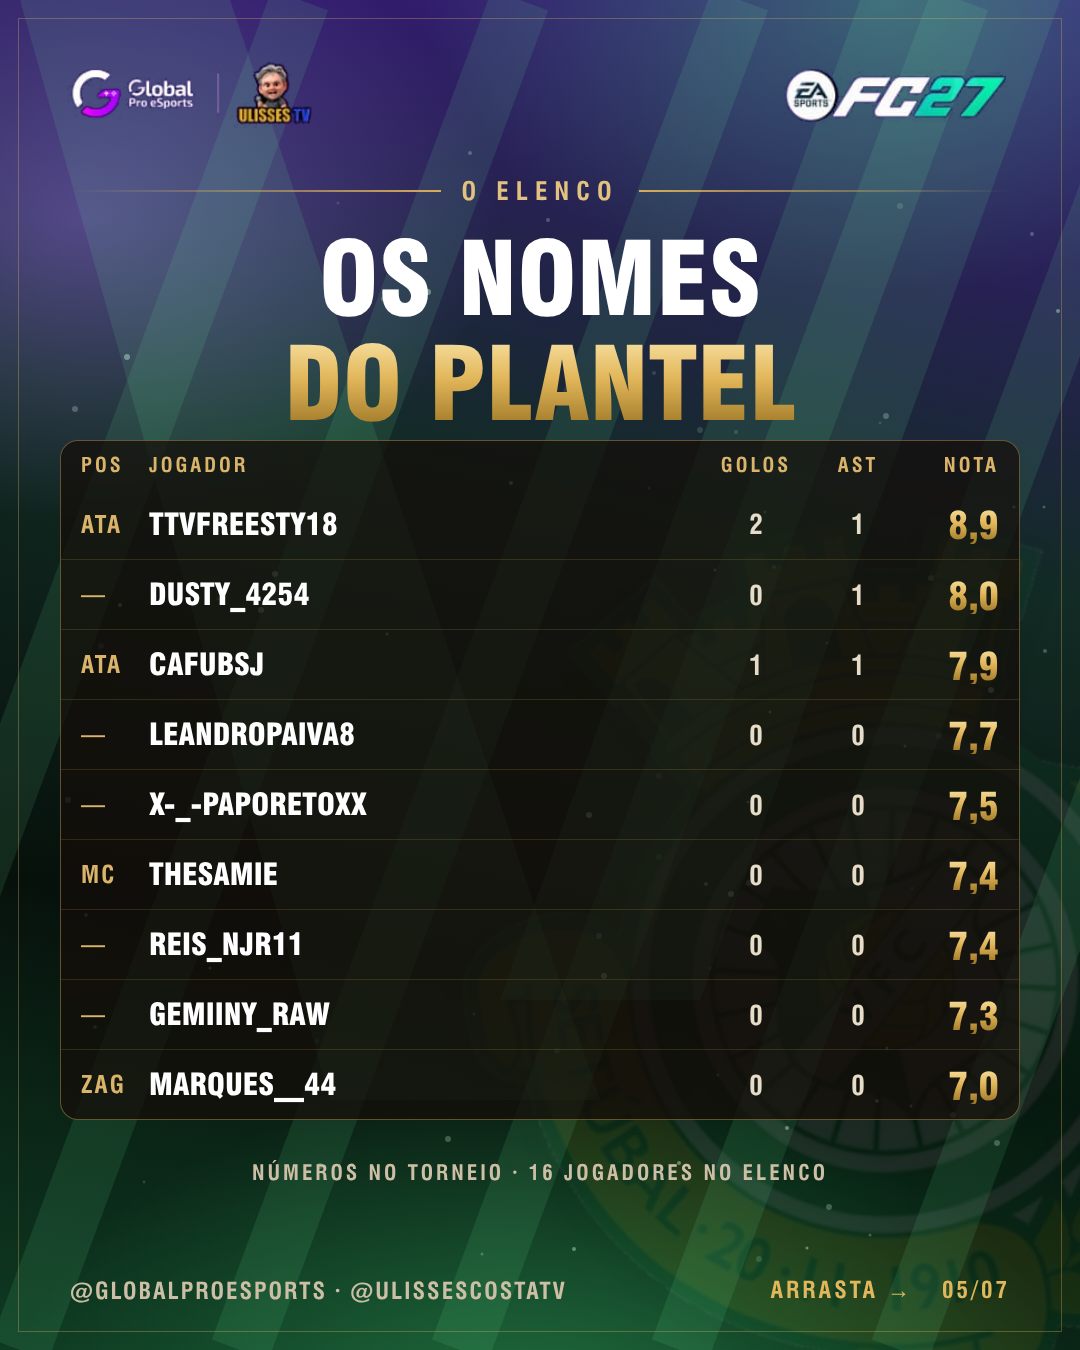 Global
Pro eSports
ULISSES TV
EA
SPORTS
FC27
O ELENCO
OS NOMES
DO PLANTEL
POS JOGADOR GOLOS AST NOTA
ATA TTVFREESTY18 2 1 8,9
— DUSTY_4254 0 1 8,0
ATA CAFUBSJ 1 1 7,9
— LEANDROPAIVA8 0 0 7,7
— X-_-PAPORETOXX 0 0 7,5
MC THESAMIE 0 0 7,4
— REIS_NJR11 0 0 7,4
— GEMIINY_RAW 0 0 7,3
ZAG MARQUES__44 0 0 7,0
NÚMEROS NO TORNEIO · 16 JOGADORES NO ELENCO
@GLOBALPROESPORTS · @ULISSESCOSTATV
ARRASTA → 05/07